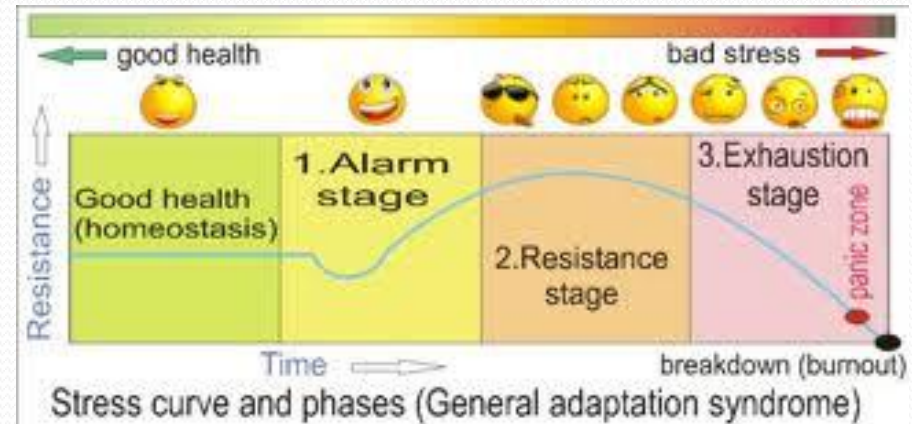 good health
bad stress
Resistance
Good health
(homeostasis)
1.Alarm
stage
2.Resistance
stage
3.Exhaustion
stage
panic zone
Time
breakdown (burnout)
Stress curve and phases (General adaptation syndrome)